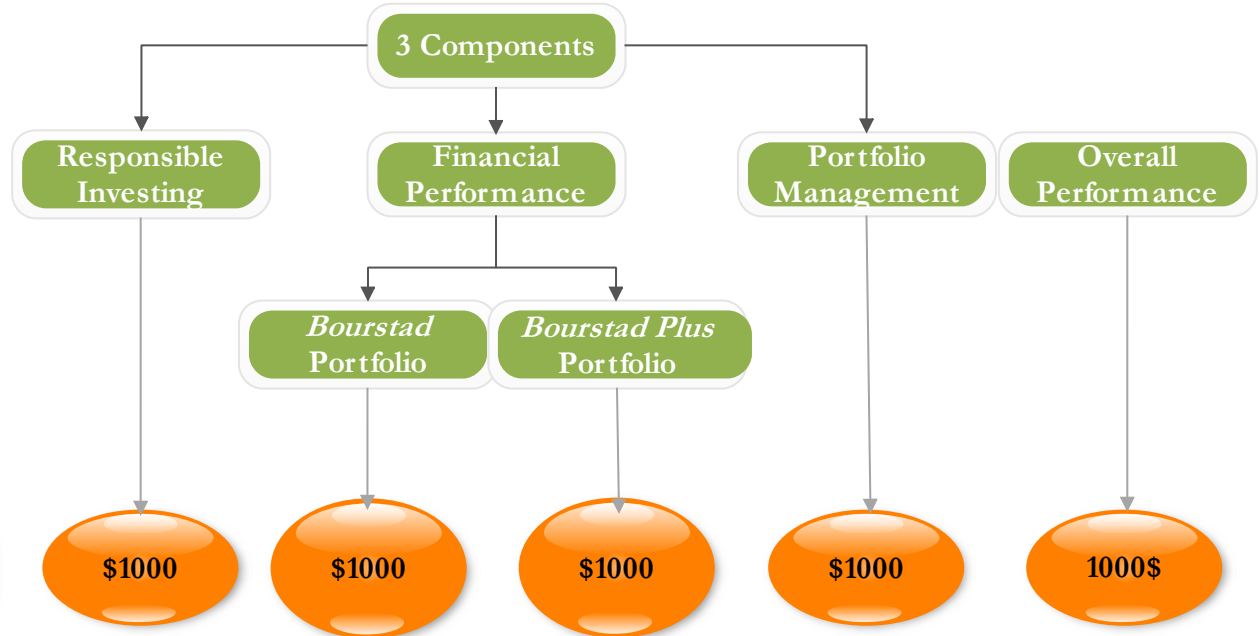 3 Components
Responsible
Investing
Financial
Performance
Portfolio
Management
Overall
Performance
Bourstad
Portfolio
Bourstad Plus
Portfolio
$1000
$1000
$1000
$1000
1000$